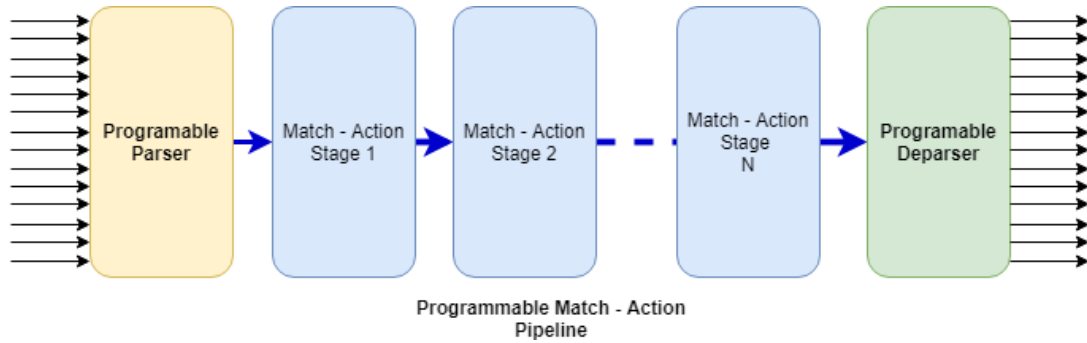 Programable
Parser
Match - Action
Stage 1
Match - Action
Stage 2
Match - Action
Stage
N
Programable
Deparser
Programmable Match - Action
Pipeline